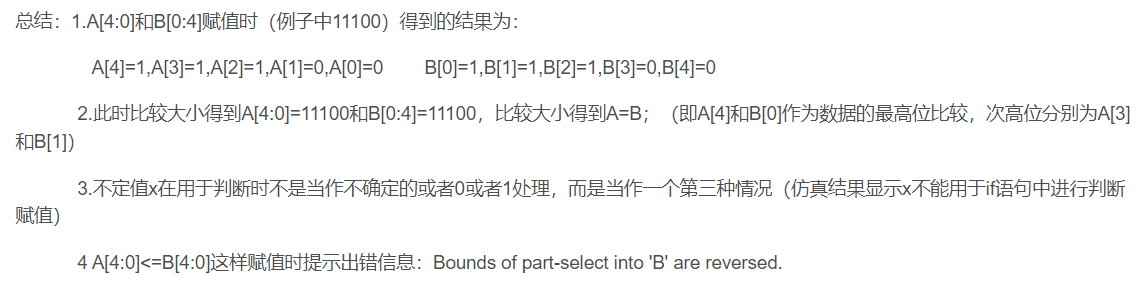 总结：1.A[4:0]和B[0:4]赋值时（例子中11100）得到的结果为：
A[4]=1,A[3]=1,A[2]=1,A[1]=0,A[0]=0 B[0]=1,B[1]=1,B[2]=1,B[3]=0,B[4]=0
2.此时比较大小得到A[4:0]=11100和B[0:4]=11100，比较大小得到A=B；（即A[4]和B[0]作为数据的最高位比较，次高位分别为A[3]
和B[1]）
3.不定值x在用于判断时不是当作不确定的或者0或者1处理，而是当作一个第三种情况（仿真结果显示x不能用于if语句中进行判断
赋值）
4 A[4:0]<=B[4:0]这样赋值时提示出错信息：Bounds of part-select into 'B' are reversed.